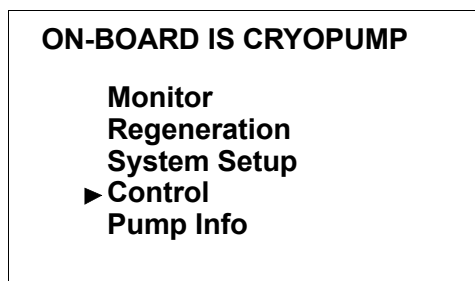 ON-BOARD IS CRYOPUMP
Monitor
Regeneration
System Setup
►Control
Pump Info